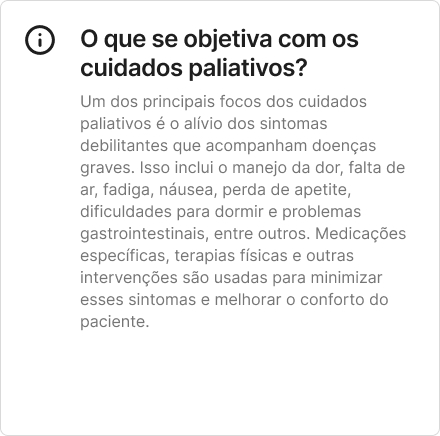 O que se objetiva com os
cuidados paliativos?
Um dos principais focos dos cuidados
paliativos é o alívio dos sintomas
debilitantes que acompanham doenças
graves. Isso inclui o manejo da dor, falta de
ar, fadiga, náusea, perda de apetite,
dificuldades para dormir e problemas
gastrointestinais, entre outros. Medicações
específicas, terapias físicas e outras
intervenções são usadas para minimizar
esses sintomas e melhorar o conforto do
paciente.